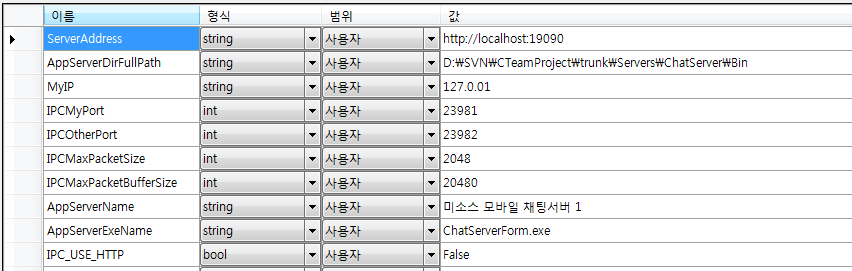 이름 형식 범위 값
ServerAddress string 사용자 http://localhost:19090
AppServerDirFullPath string 사용자 D:₩SVN₩CTeamProject₩trunk₩Servers₩ChatServer₩Bin
MyIP string 사용자 127.0.01
IPCMyPort int 사용자 23981
IPCOtherPort int 사용자 23982
IPCMaxPacketSize int 사용자 2048
IPCMaxPacketBufferSize int 사용자 20480
AppServerName string 사용자 미소스 모바일 채팅서버 1
AppServerExeName string 사용자 ChatServerForm.exe
IPC_USE_HTTP bool 사용자 False